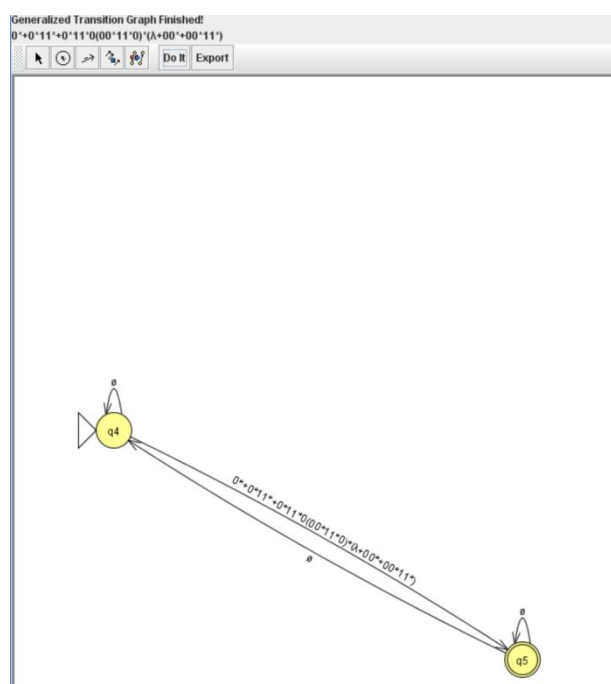 Generalized Transition Graph Finished!
0*+0*11*+0*11*0(00*11*0)*(λ+00*+00*11*)
Do It Export
ø
q4
0*+0*11*+0*11*0(00*11*0)*(λ+00*+00*11*)
ø
ø
q5